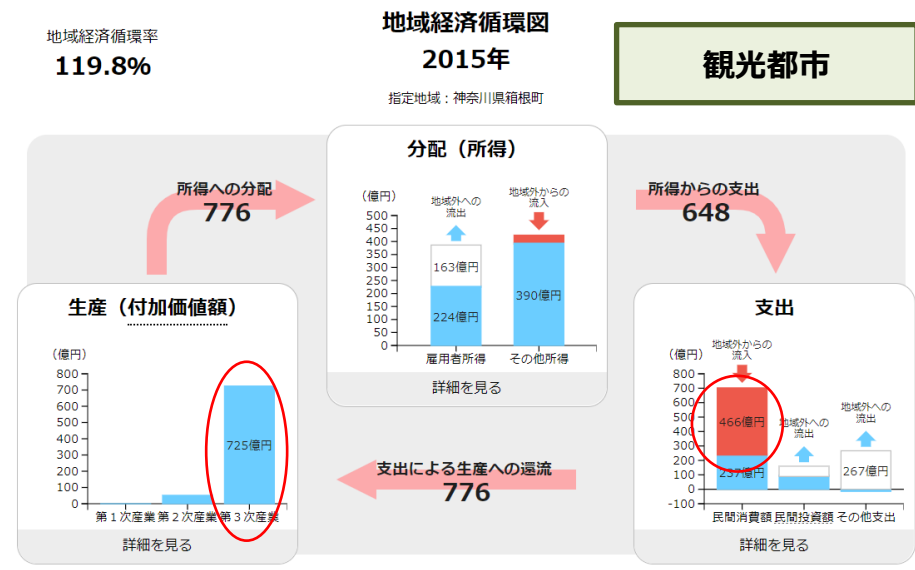 地域経済循環率
119.8%
地域経済循環図
2015年
指定地域：神奈川県箱根町
観光都市
所得への分配
776
分配（所得）
（億円）
地域外への
流出
地域外からの
流入
500
450
400
350
300
250
200
150
100
50
0
163億円
224億円
390億円
雇用者所得
その他所得
詳細を見る
所得からの支出
648
生産（付加価値額）
（億円）
800
700
600
500
400
300
200
100
0
725億円
第１次産業
第２次産業
第３次産業
詳細を見る
支出による生産への還流
776
支出
（億円）
地域外からの
流入
800
700
600
500
400
300
200
100
0
-100
466億円
237億円
地域外への
流出
地域外への
流出
267億円
民間消費額
民間投資額
その他支出
詳細を見る